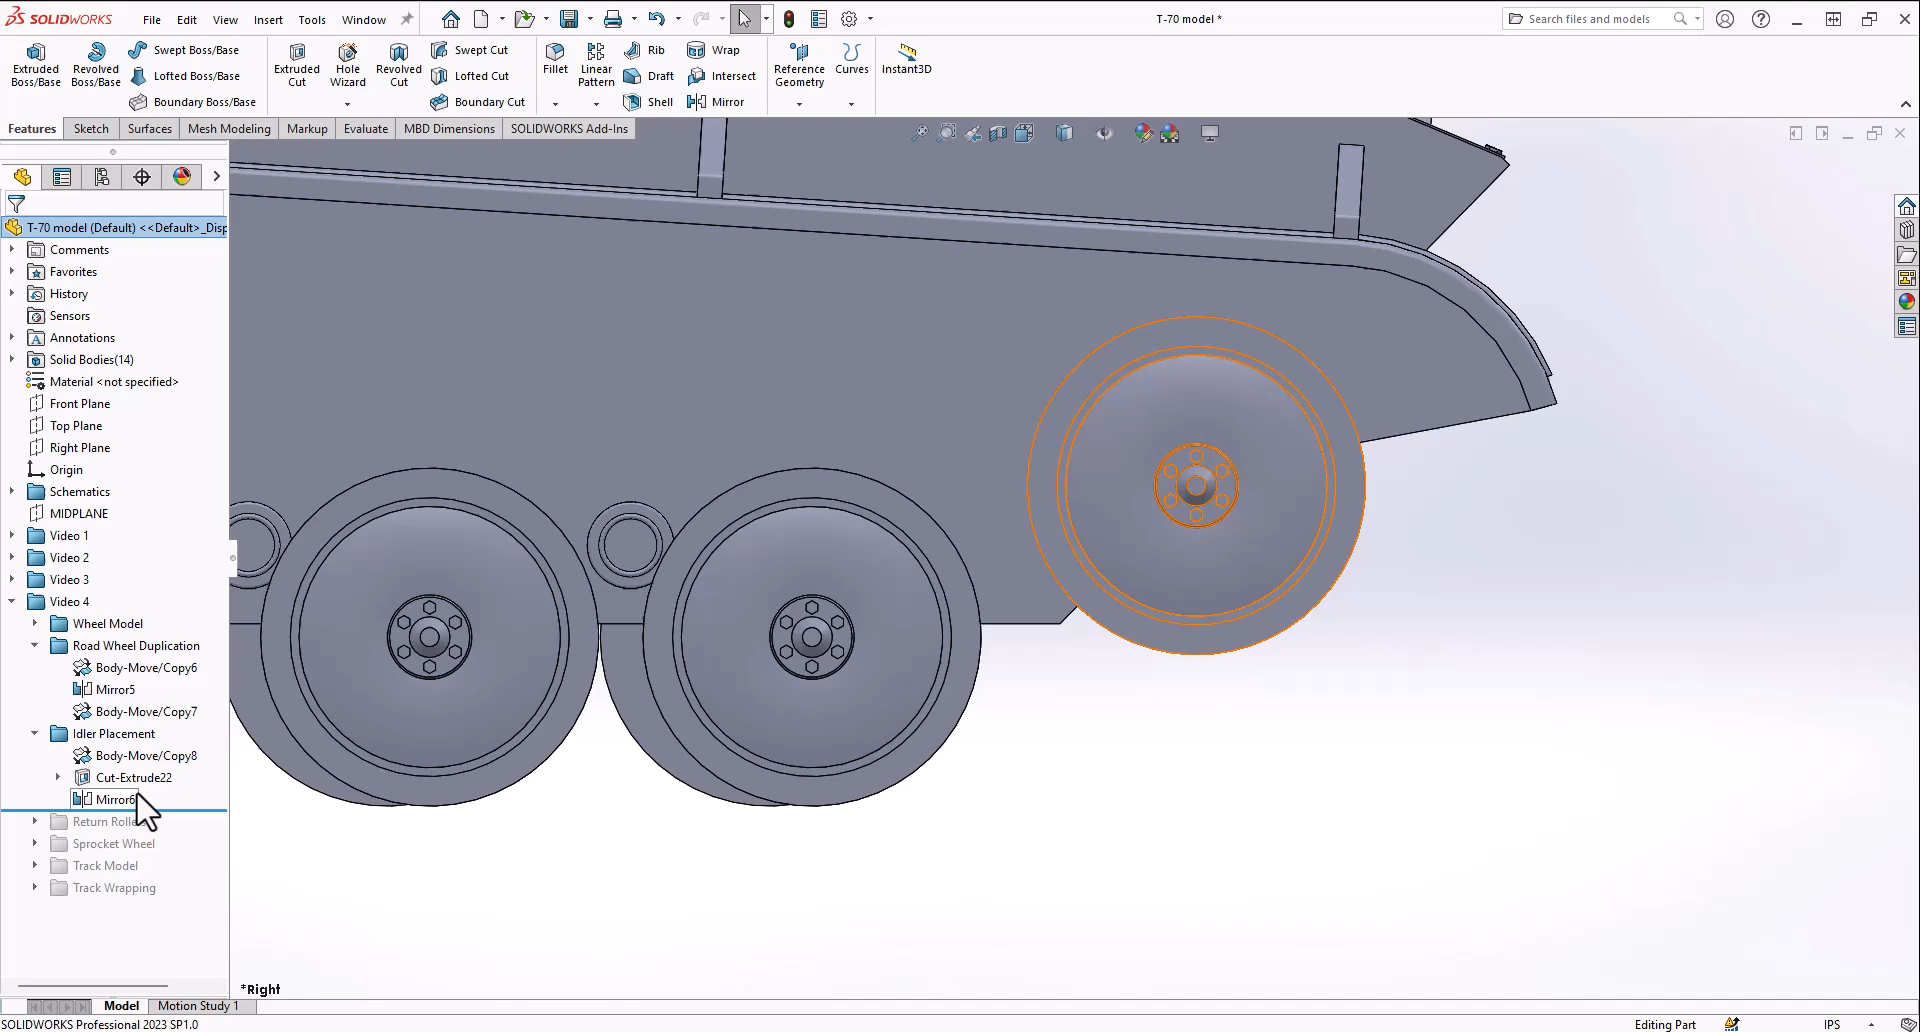 SOLIDWORKS File Edit View Insert Tools Window T-70 model * Search files and models
Extruded Boss/Base
Revolved Boss/Base
Swept Boss/Base
Lofted Boss/Base
Boundary Boss/Base
Extruded Cut
Hole Wizard
Revolved Cut
Swept Cut
Lofted Cut
Boundary Cut
Fillet
Linear Pattern
Rib
Draft
Shell
Wrap
Intersect
Mirror
Reference Geometry
Curves
Instant3D
Features Sketch Surfaces Mesh Modeling Markup Evaluate MBD Dimensions SOLIDWORKS Add-Ins
T-70 model (Default) <<Default>_Disp
Comments
Favorites
History
Sensors
Annotations
Solid Bodies(14)
Material <not specified>
Front Plane
Top Plane
Right Plane
Origin
Schematics
MIDPLANE
Video 1
Video 2
Video 3
Video 4
Wheel Model
Road Wheel Duplication
Body-Move/Copy6
Mirror5
Body-Move/Copy7
Idler Placement
Body-Move/Copy8
Cut-Extrude22
Mirror6
Return
Sprocket Wheel
Track Model
Track Wrapping
*Right
Model Motion Study 1
SOLIDWORKS Professional 2023 SP1.0 Editing Part IPS